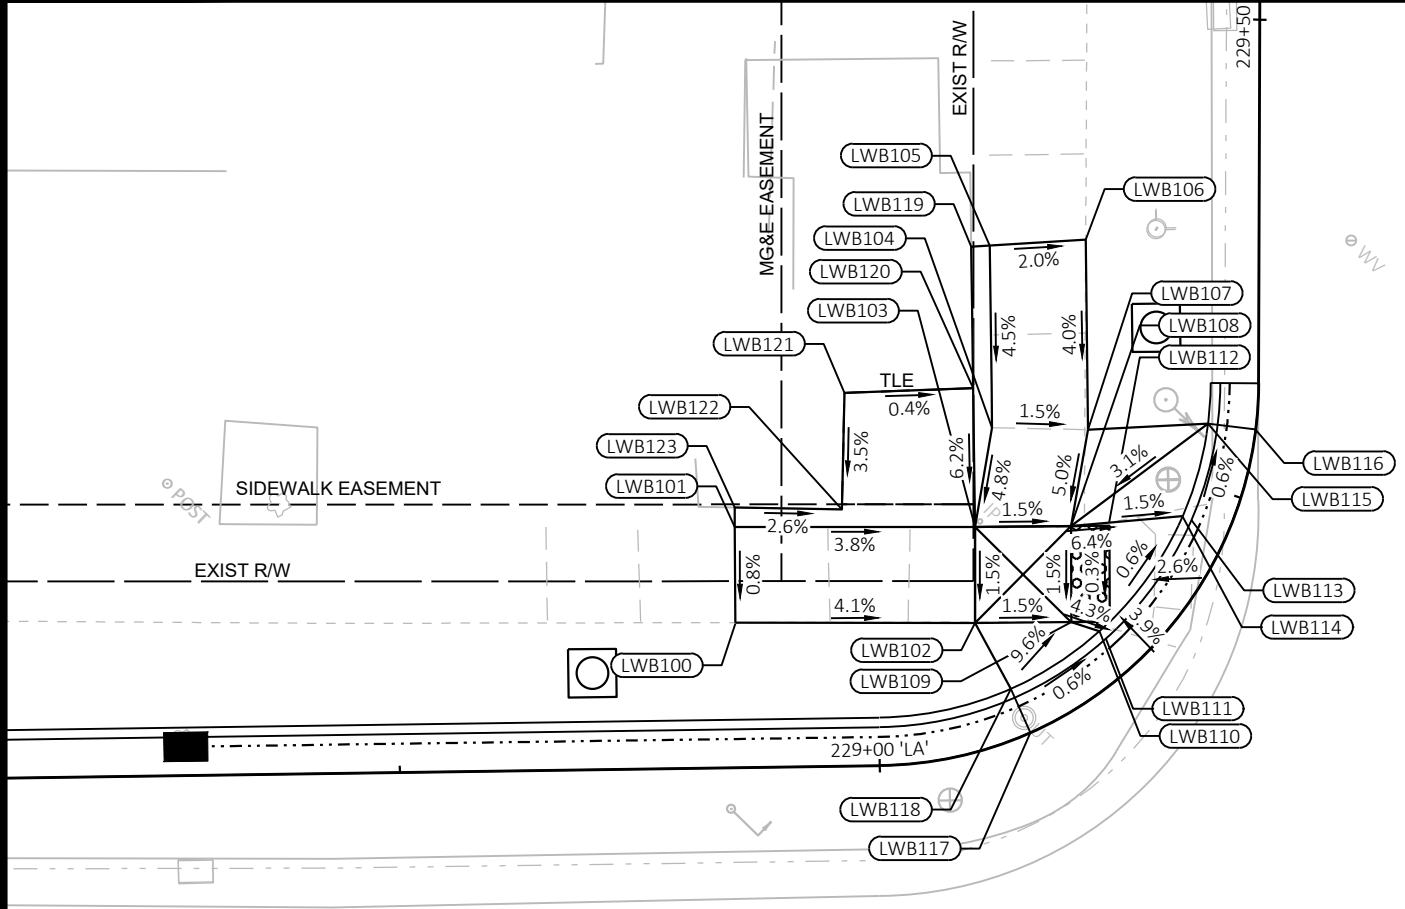 229+50
EXIST R/W
MG&E EASEMENT
LWB105
LWB106
LWB119
LWB104
LWB120
LWB103
2.0%
WV
LWB107
LWB108
LWB112
LWB121
4.5%
4.0%
TLE
0.4%
LWB122
1.5%
LWB123
3.5%
6.2%
4.8%
5.0%
3.1%
0.6%
LWB116
LWB101
SIDEWALK EASEMENT
POST
LWB115
2.6%
1.5%
1.5%
3.8%
6.4%
EXIST R/W
0.8%
1.5%
1.5%
0.3%
0.6%
2.6%
LWB113
4.1%
1.5%
4.3%
3.9%
LWB114
LWB102
9.6%
LWB100
LWB109
0.6%
LWB111
LWB110
229+00 'LA'
LWB118
LWB117